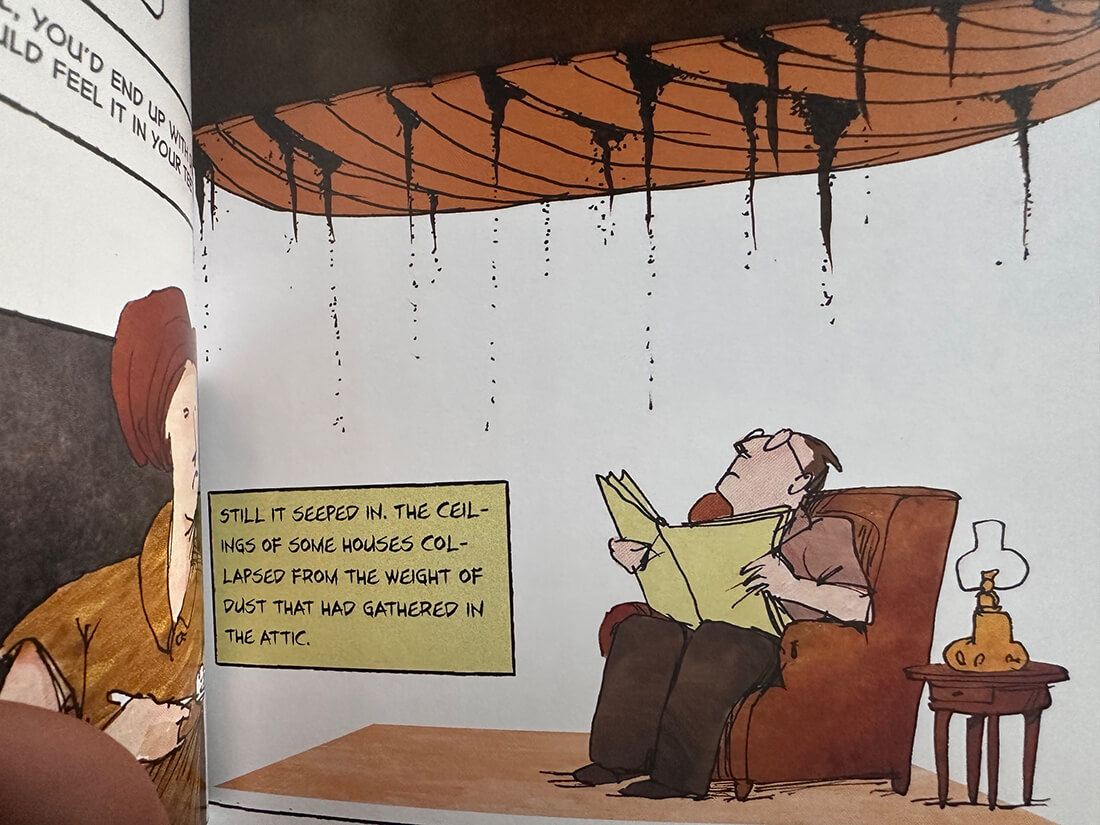 YOU'D END UP WITH
ULD FEEL IT IN YOUR
STILL IT SEEPED IN. THE CEIL-
INGS OF SOME HOUSES COL-
LAPSED FROM THE WEIGHT OF
DUST THAT HAD GATHERED IN
THE ATTIC.